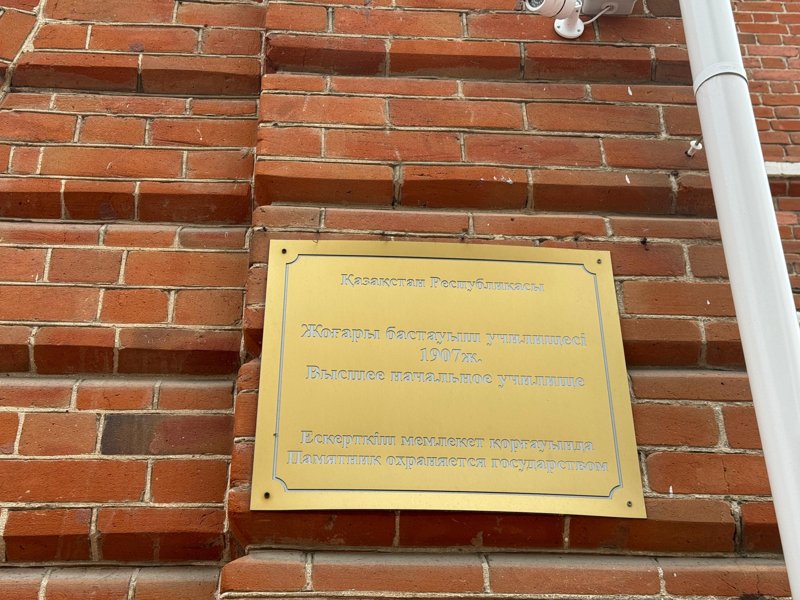 Қазақстан Республикасы
Жоғары бастауыш училищесі
1907ж.
Высшее начальное училище
Ескерткіш мемлекет қорғауында
Памятник охраняется государством